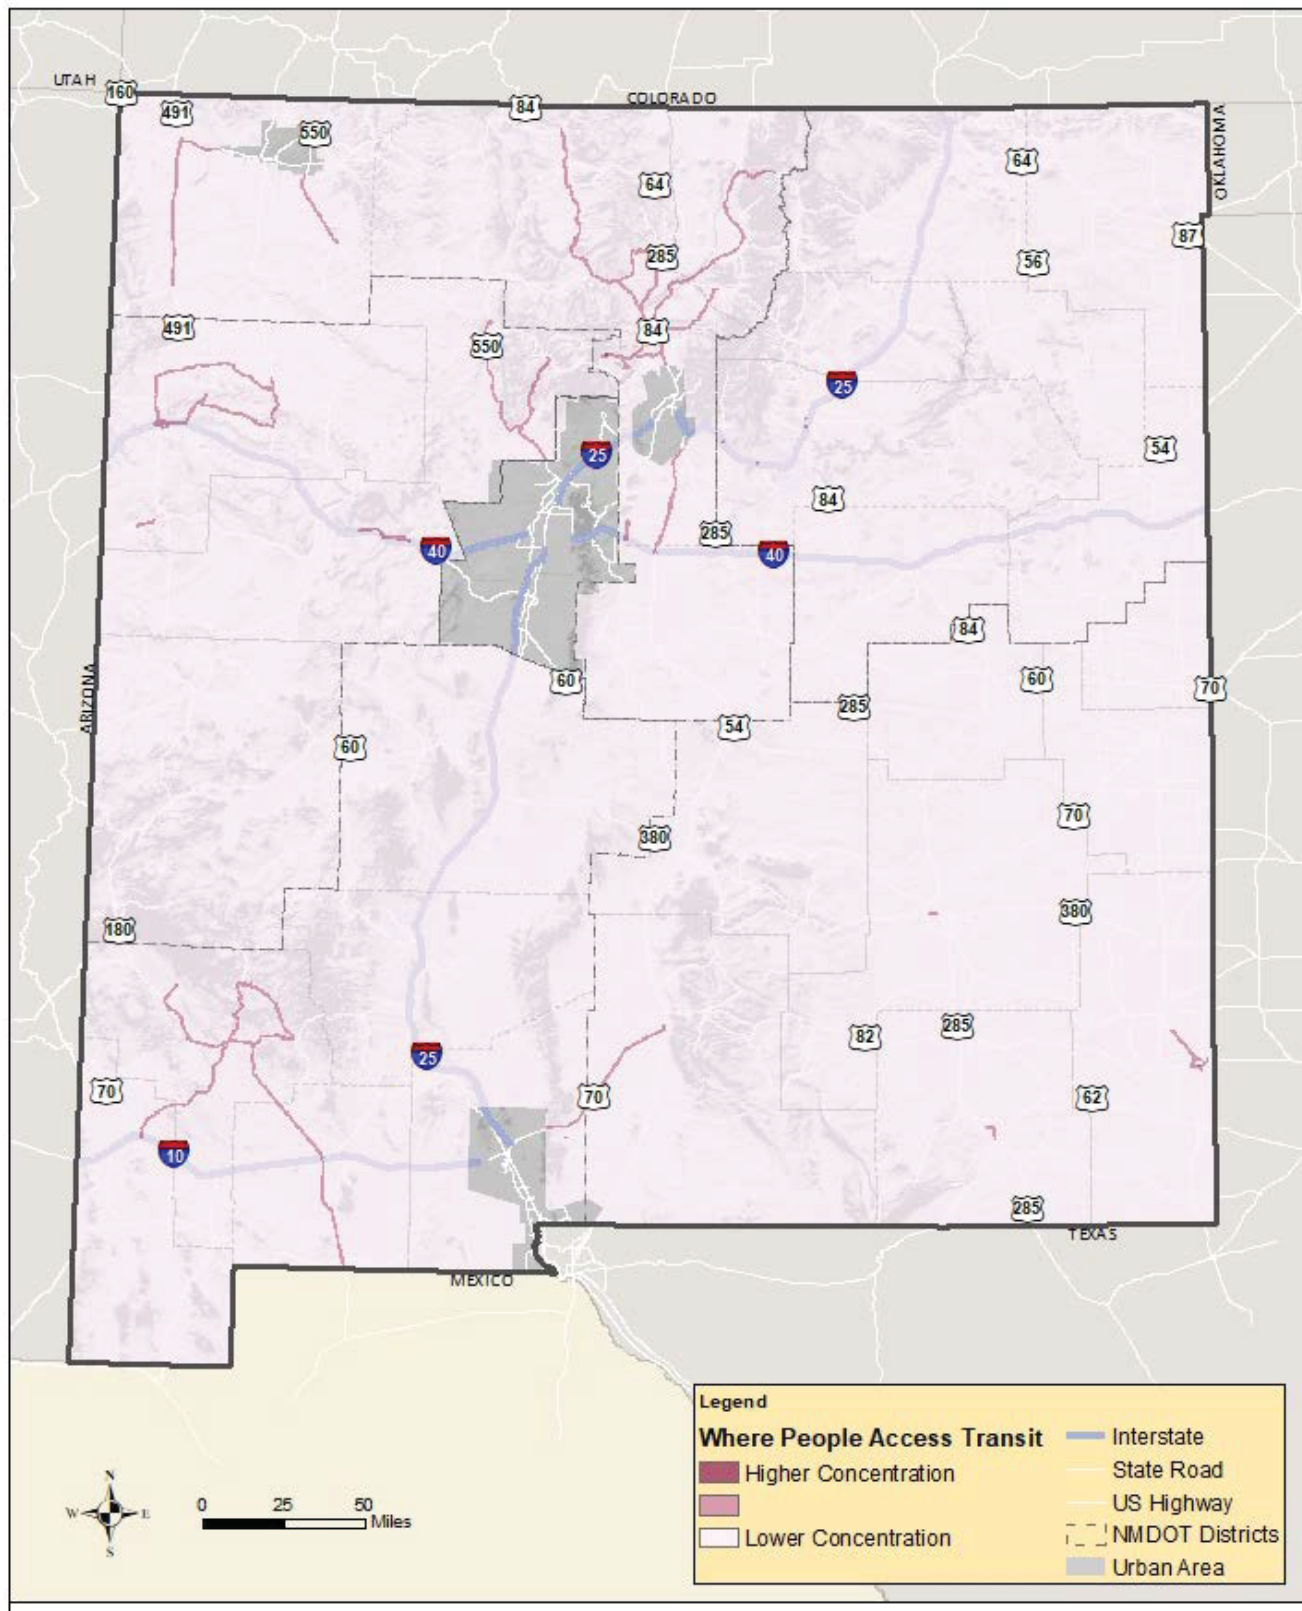 UTAH
160
491
550
84
COLORADO
64
64
OKLAHOMA
87
285
56
491
550
84
25
25
54
84
285
40
40
84
60
60
70
ARIZONA
285
54
60
70
380
180
380
82
285
25
70
70
62
10
285
TEXAS
MEXICO
Legend
Where People Access Transit
Higher Concentration
Lower Concentration
Interstate
State Road
US Highway
NMDOT Districts
Urban Area
N
W E
S
0 25 50
Miles